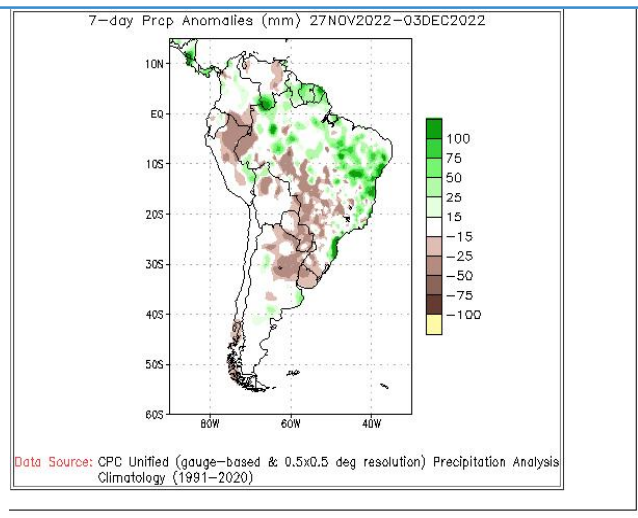 7-day Prcp Anomalies (mm) 27NOV2022-03DEC2022
10N
EQ
10S
20S
30S
40S
50S
60S
80W 60W 40W
100
75
50
25
15
-15
-25
-50
-75
-100
Data Source: CPC Unified (gauge-based & 0.5x0.5 deg resolution) Precipitation Analysis
Climatology (1991-2020)